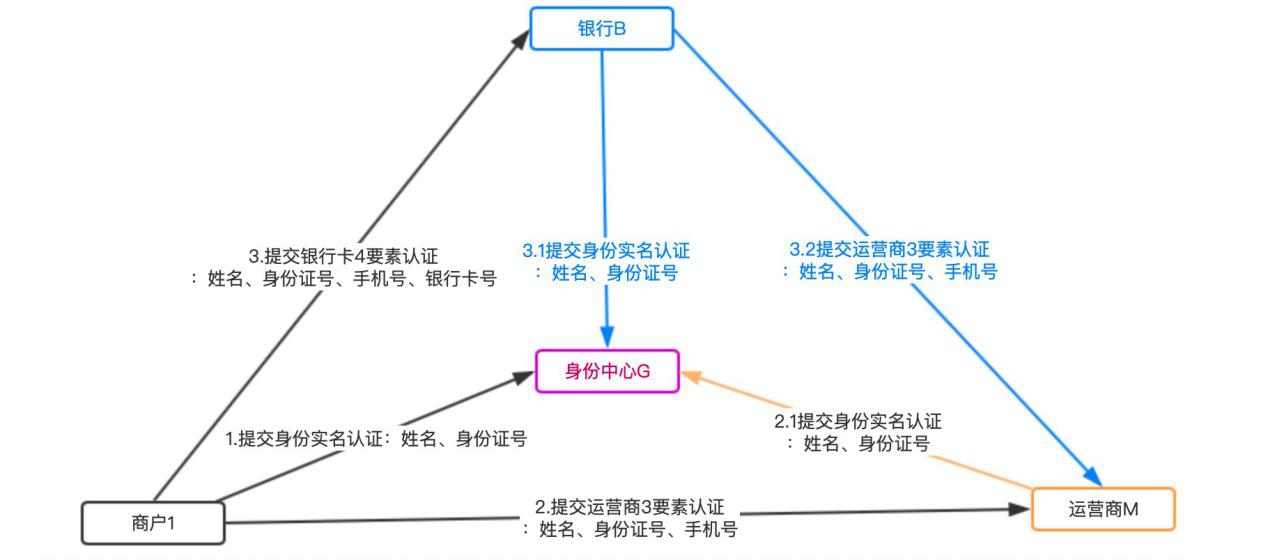 银行B
3.提交银行卡4要素认证
：姓名、身份证号、手机号、银行卡号
3.1提交身份实名认证
：姓名、身份证号
3.2提交运营商3要素认证
：姓名、身份证号、手机号
身份中心G
1.提交身份实名认证：姓名、身份证号
2.1提交身份实名认证
：姓名、身份证号
商户1
2.提交运营商3要素认证
：姓名、身份证号、手机号
运营商M